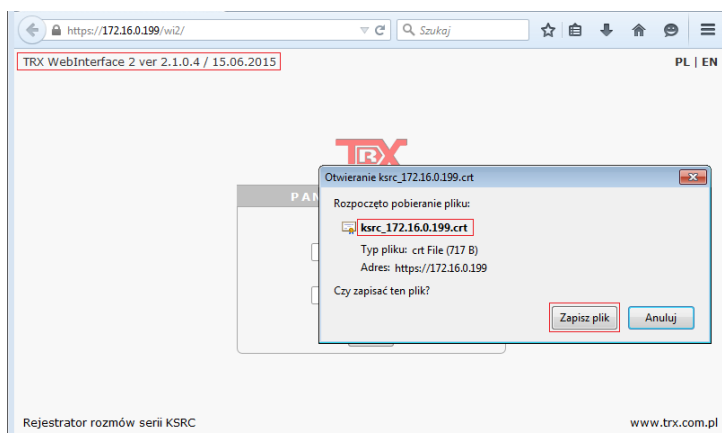 https://172.16.0.199/wi2/
Szukaj
TRX WebInterface 2 ver 2.1.0.4 / 15.06.2015
PL | EN
TRX
PAN
Otwieranie ksrc_172.16.0.199.crt
Rozpoczęto pobieranie pliku:
ksrc_172.16.0.199.crt
Typ pliku: crt File (717 B)
Adres: https://172.16.0.199
Czy zapisać ten plik?
Zapisz plik
Anuluj
Rejestrator rozmów serii KSRC
www.trx.com.pl